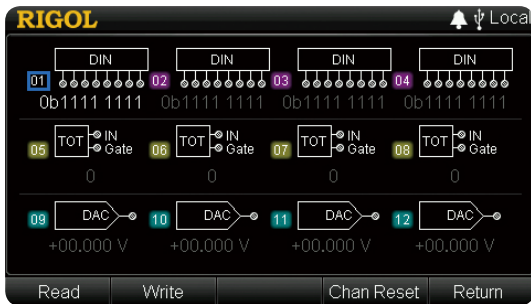 RIGOL Local
DIN DIN DIN DIN
01 02 03 04
0b1111 1111 0b1111 1111 0b1111 1111 0b1111 1111
TOT IN TOT IN TOT IN TOT IN
05 Gate 06 Gate 07 Gate 08 Gate
0 0 0 0
09 DAC 10 DAC 11 DAC 12 DAC
+00.000 V +00.000 V +00.000 V +00.000 V
Read Write Chan Reset Return